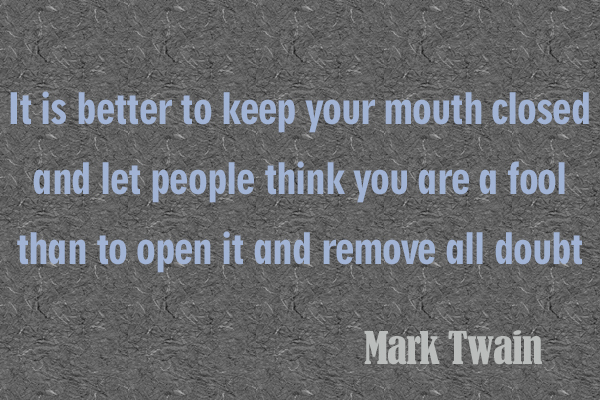 It is better to keep your mouth closed
and let people think you are a fool
than to open it and remove all doubt
Mark Twain